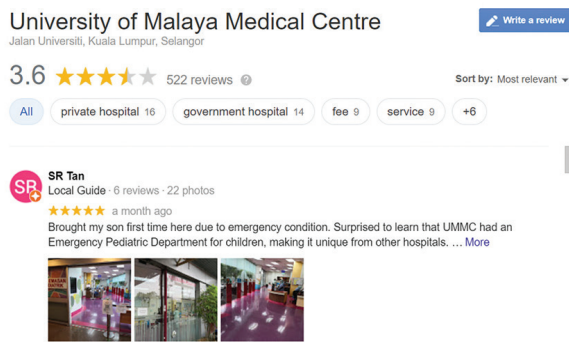 University of Malaya Medical Centre
Write a review
Jalan Universiti, Kuala Lumpur, Selangor
3.6 522 reviews ?
Sort by: Most relevant
All private hospital 16 government hospital 14 fee 9 service 9 +6
SR
SR Tan
Local Guide · 6 reviews · 22 photos
a month ago
Brought my son first time here due to emergency condition. Surprised to learn that UMMC had an
Emergency Pediatric Department for children, making it unique from other hospitals. … More